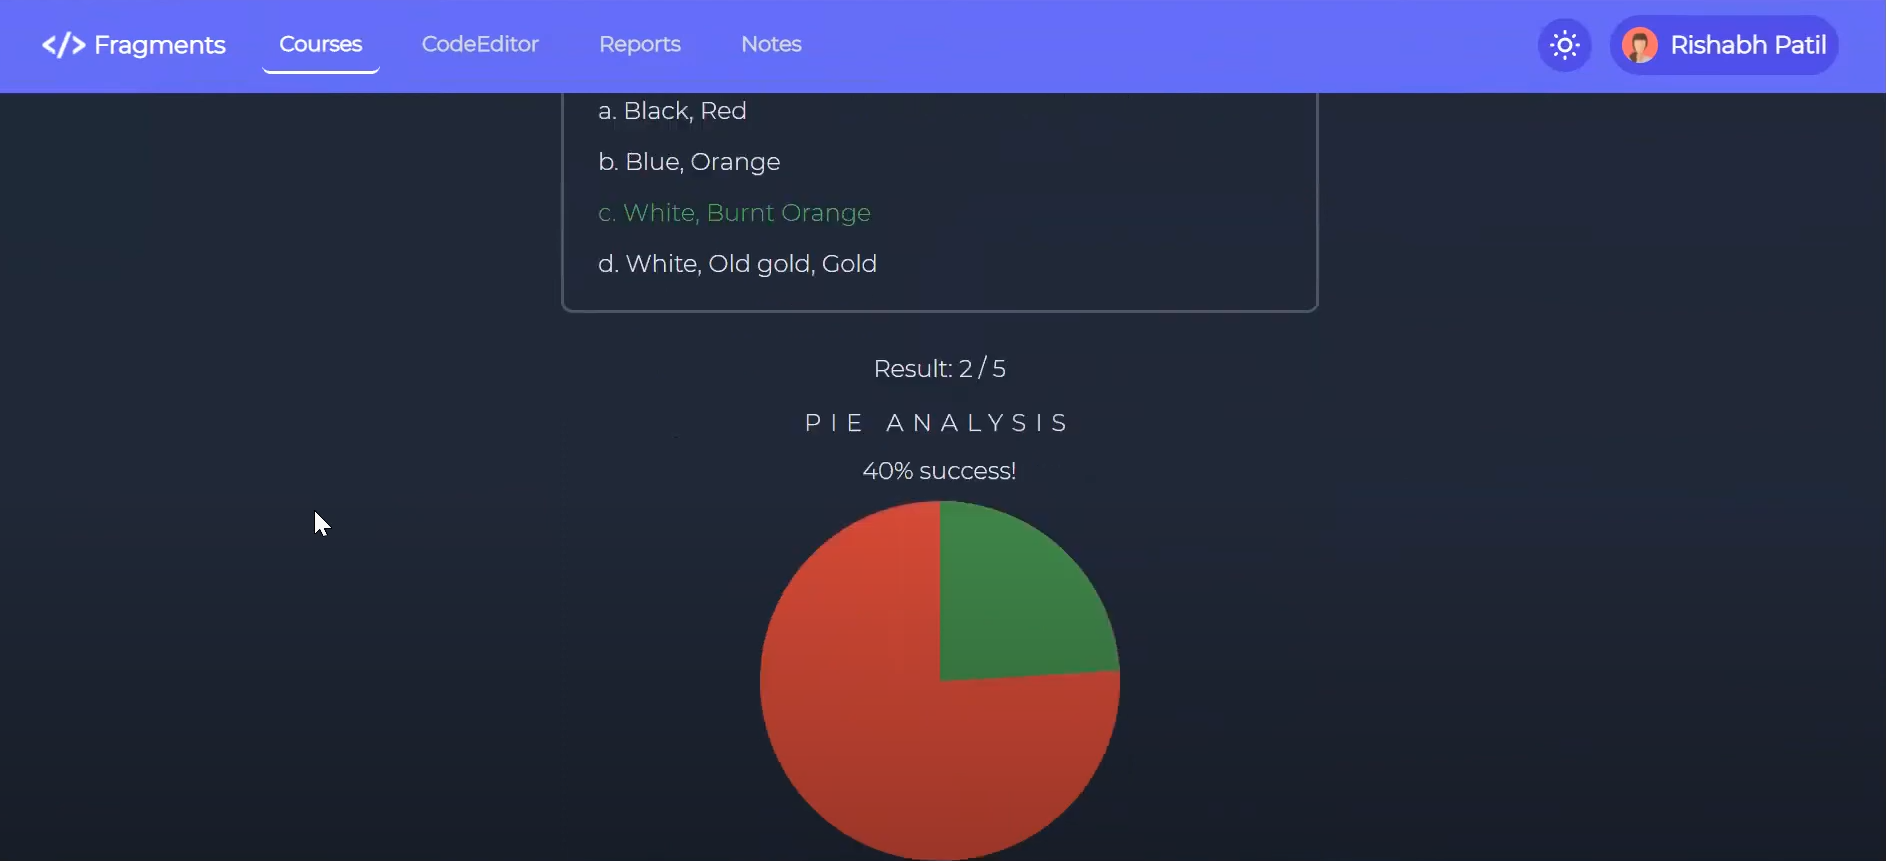 </> Fragments Courses CodeEditor Reports Notes Rishabh Patil
a. Black, Red
b. Blue, Orange
c. White, Burnt Orange
d. White, Old gold, Gold
Result: 2 / 5
PIE ANALYSIS
40% success!